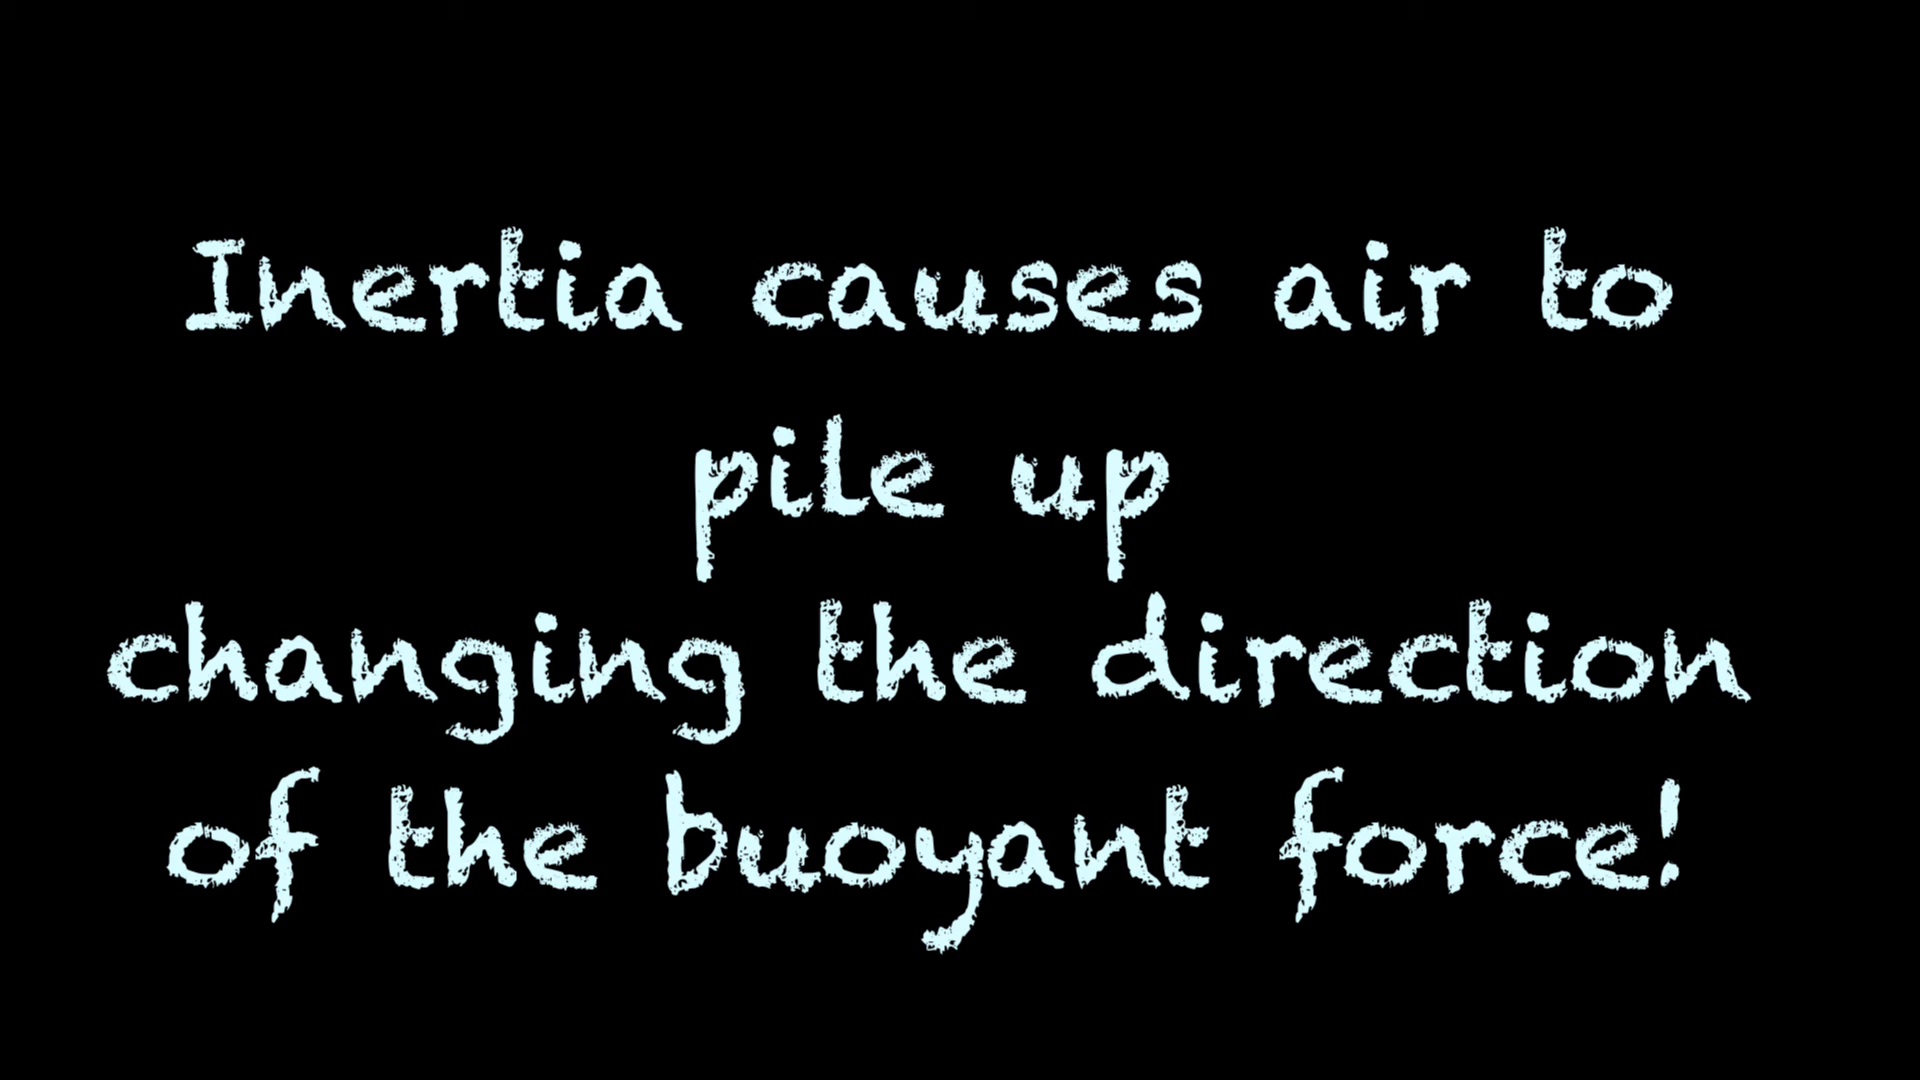 Inertia causes air to
pile up
changing the direction
of the buoyant force!